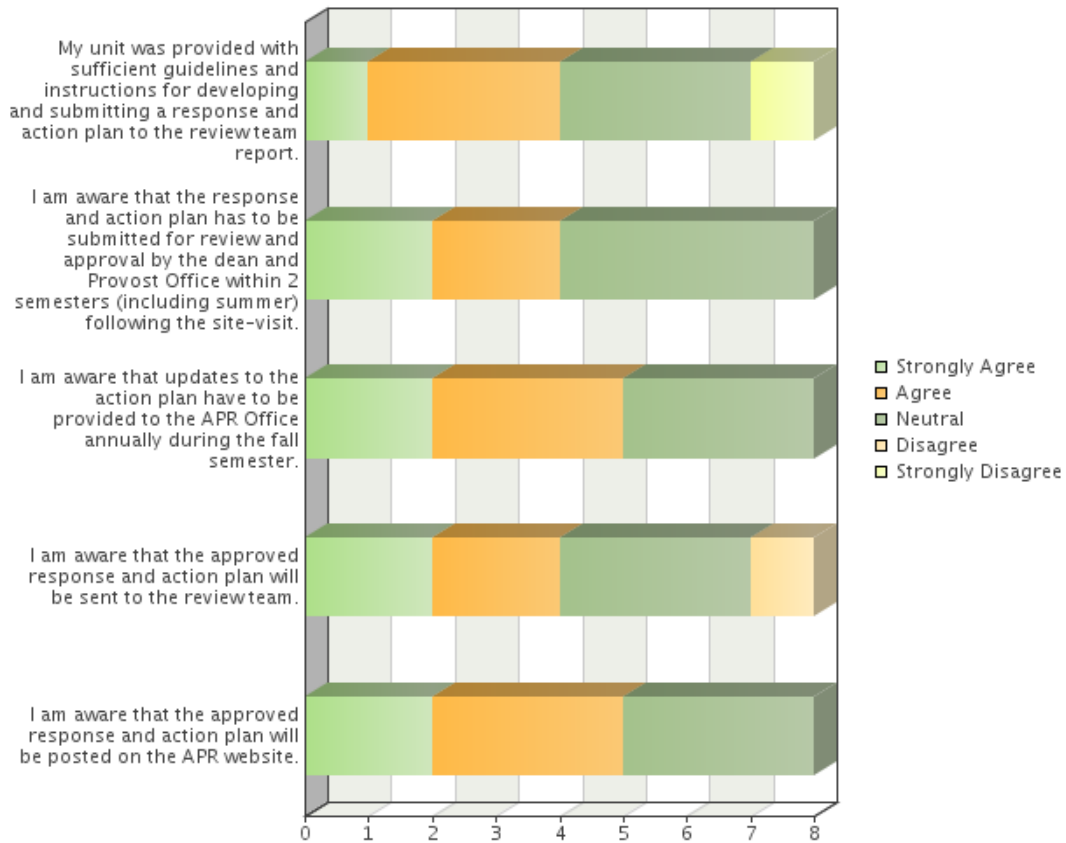 My unit was provided with
sufficient guidelines and
instructions for developing
and submitting a response and
action plan to the review team
report.
I am aware that the response
and action plan has to be
submitted for review and
approval by the dean and
Provost Office within 2
semesters (including summer)
following the site-visit.
I am aware that updates to the
action plan have to be
provided to the APR Office
annually during the fall
semester.
I am aware that the approved
response and action plan will
be sent to the review team.
I am aware that the approved
response and action plan will
be posted on the APR website.
0 1 2 3 4 5 6 7 8
Strongly Agree
Agree
Neutral
Disagree
Strongly Disagree